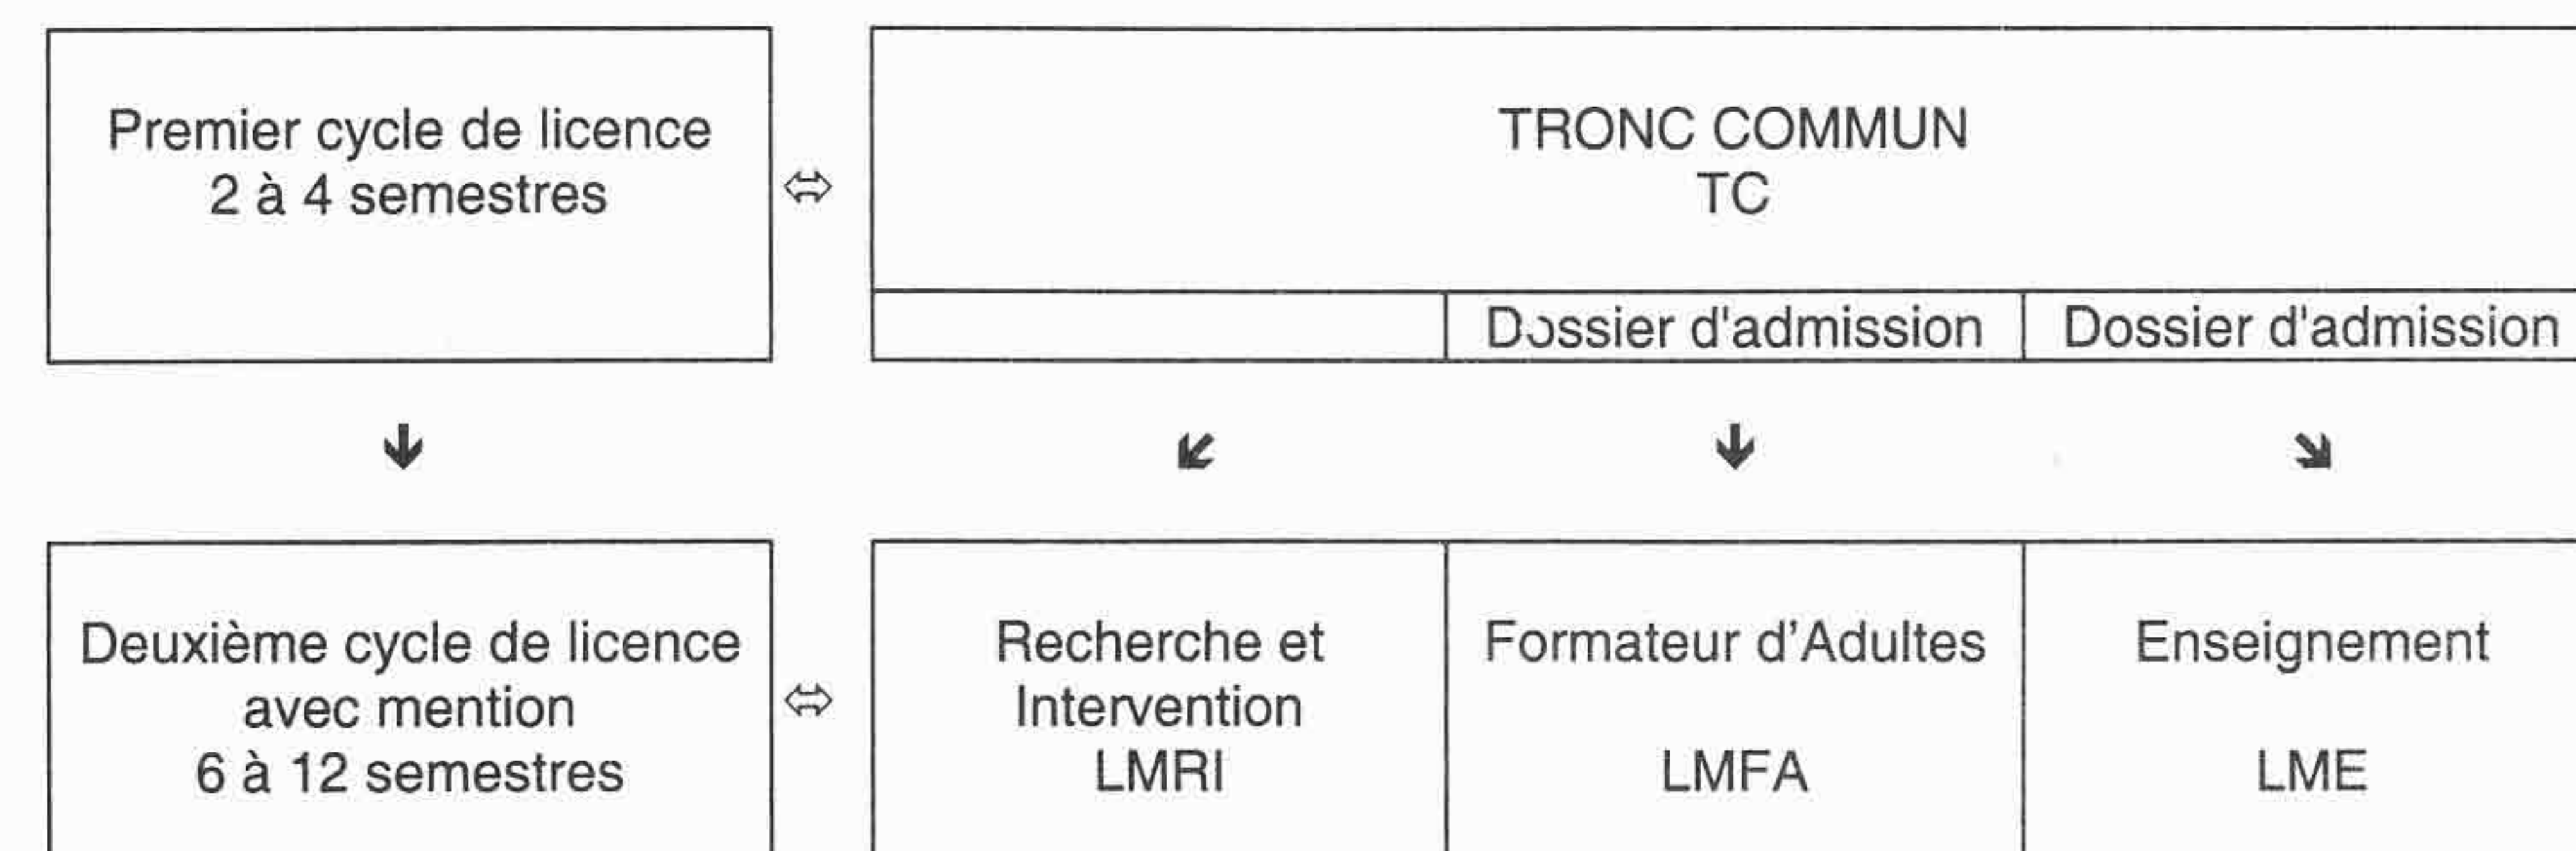 Premier cycle de licence
2 à 4 semestres
TRONC COMMUN
TC
Dossier d'admission
Dossier d'admission
Deuxième cycle de licence
avec mention
6 à 12 semestres
Recherche et
Intervention
LMRI
Formateur d'Adultes
LMFA
Enseignement
LME